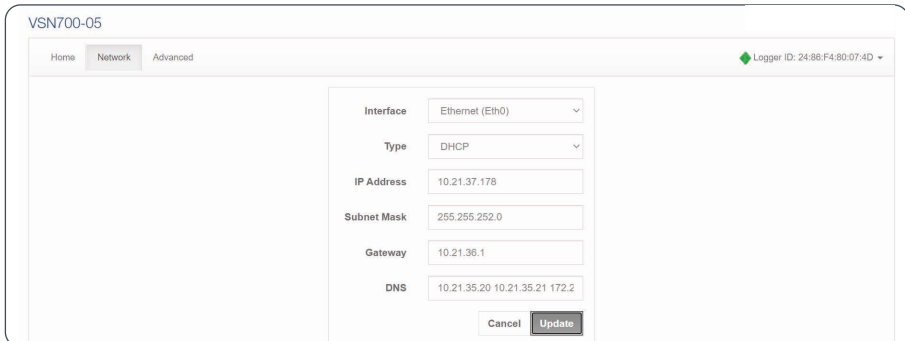 VSN700-05
Home Network Advanced Logger ID: 24:86:F4:80:07:4D
Interface Ethernet (Eth0)
Type DHCP
IP Address 10.21.37.178
Subnet Mask 255.255.252.0
Gateway 10.21.36.1
DNS 10.21.35.20 10.21.35.21 172.2
Cancel Update